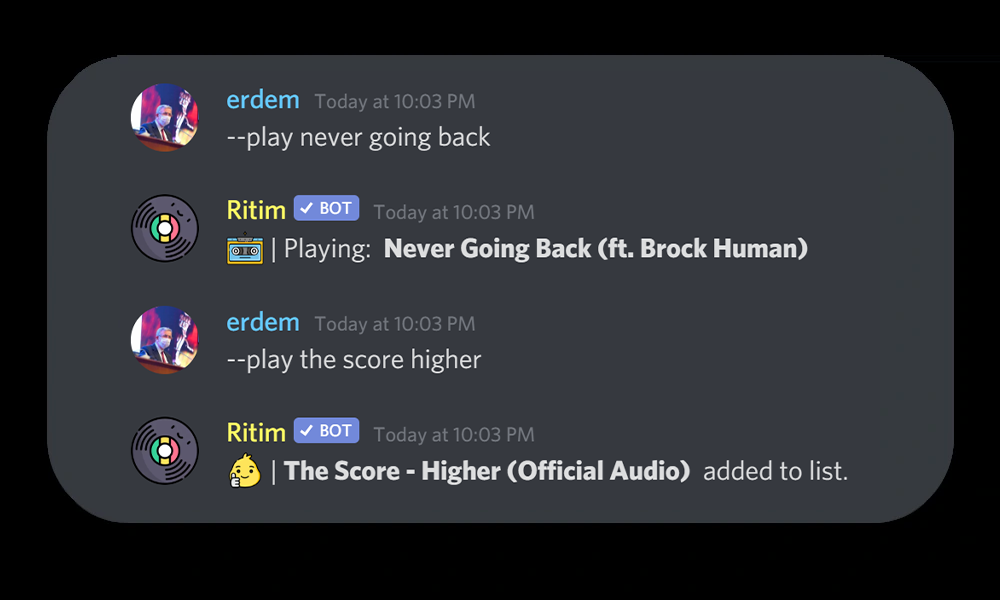 erdem Today at 10:03 PM
--play never going back
Ritim ✓ BOT Today at 10:03 PM
| Playing: Never Going Back (ft. Brock Human)
erdem Today at 10:03 PM
--play the score higher
Ritim ✓ BOT Today at 10:03 PM
| The Score - Higher (Official Audio) added to list.